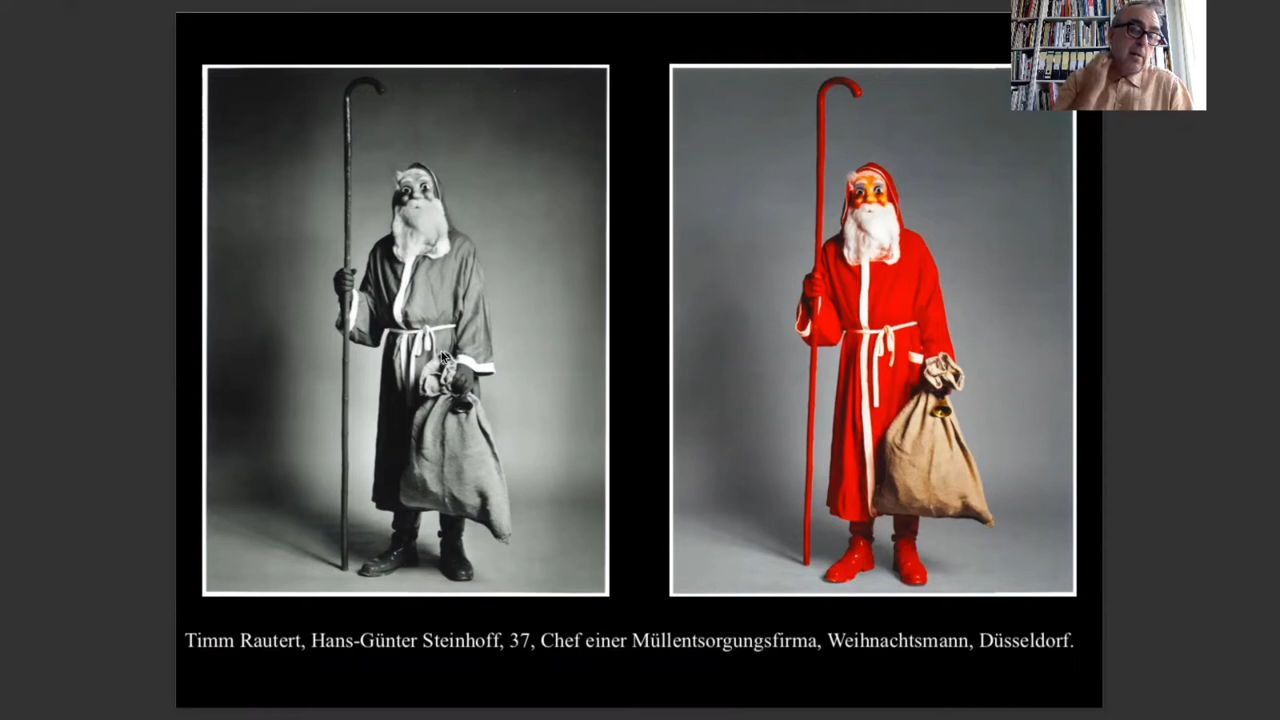 Timm Rautert, Hans-Günter Steinhoff, 37, Chef einer Müllentsorgungsfirma, Weihnachtsmann, Düsseldorf.